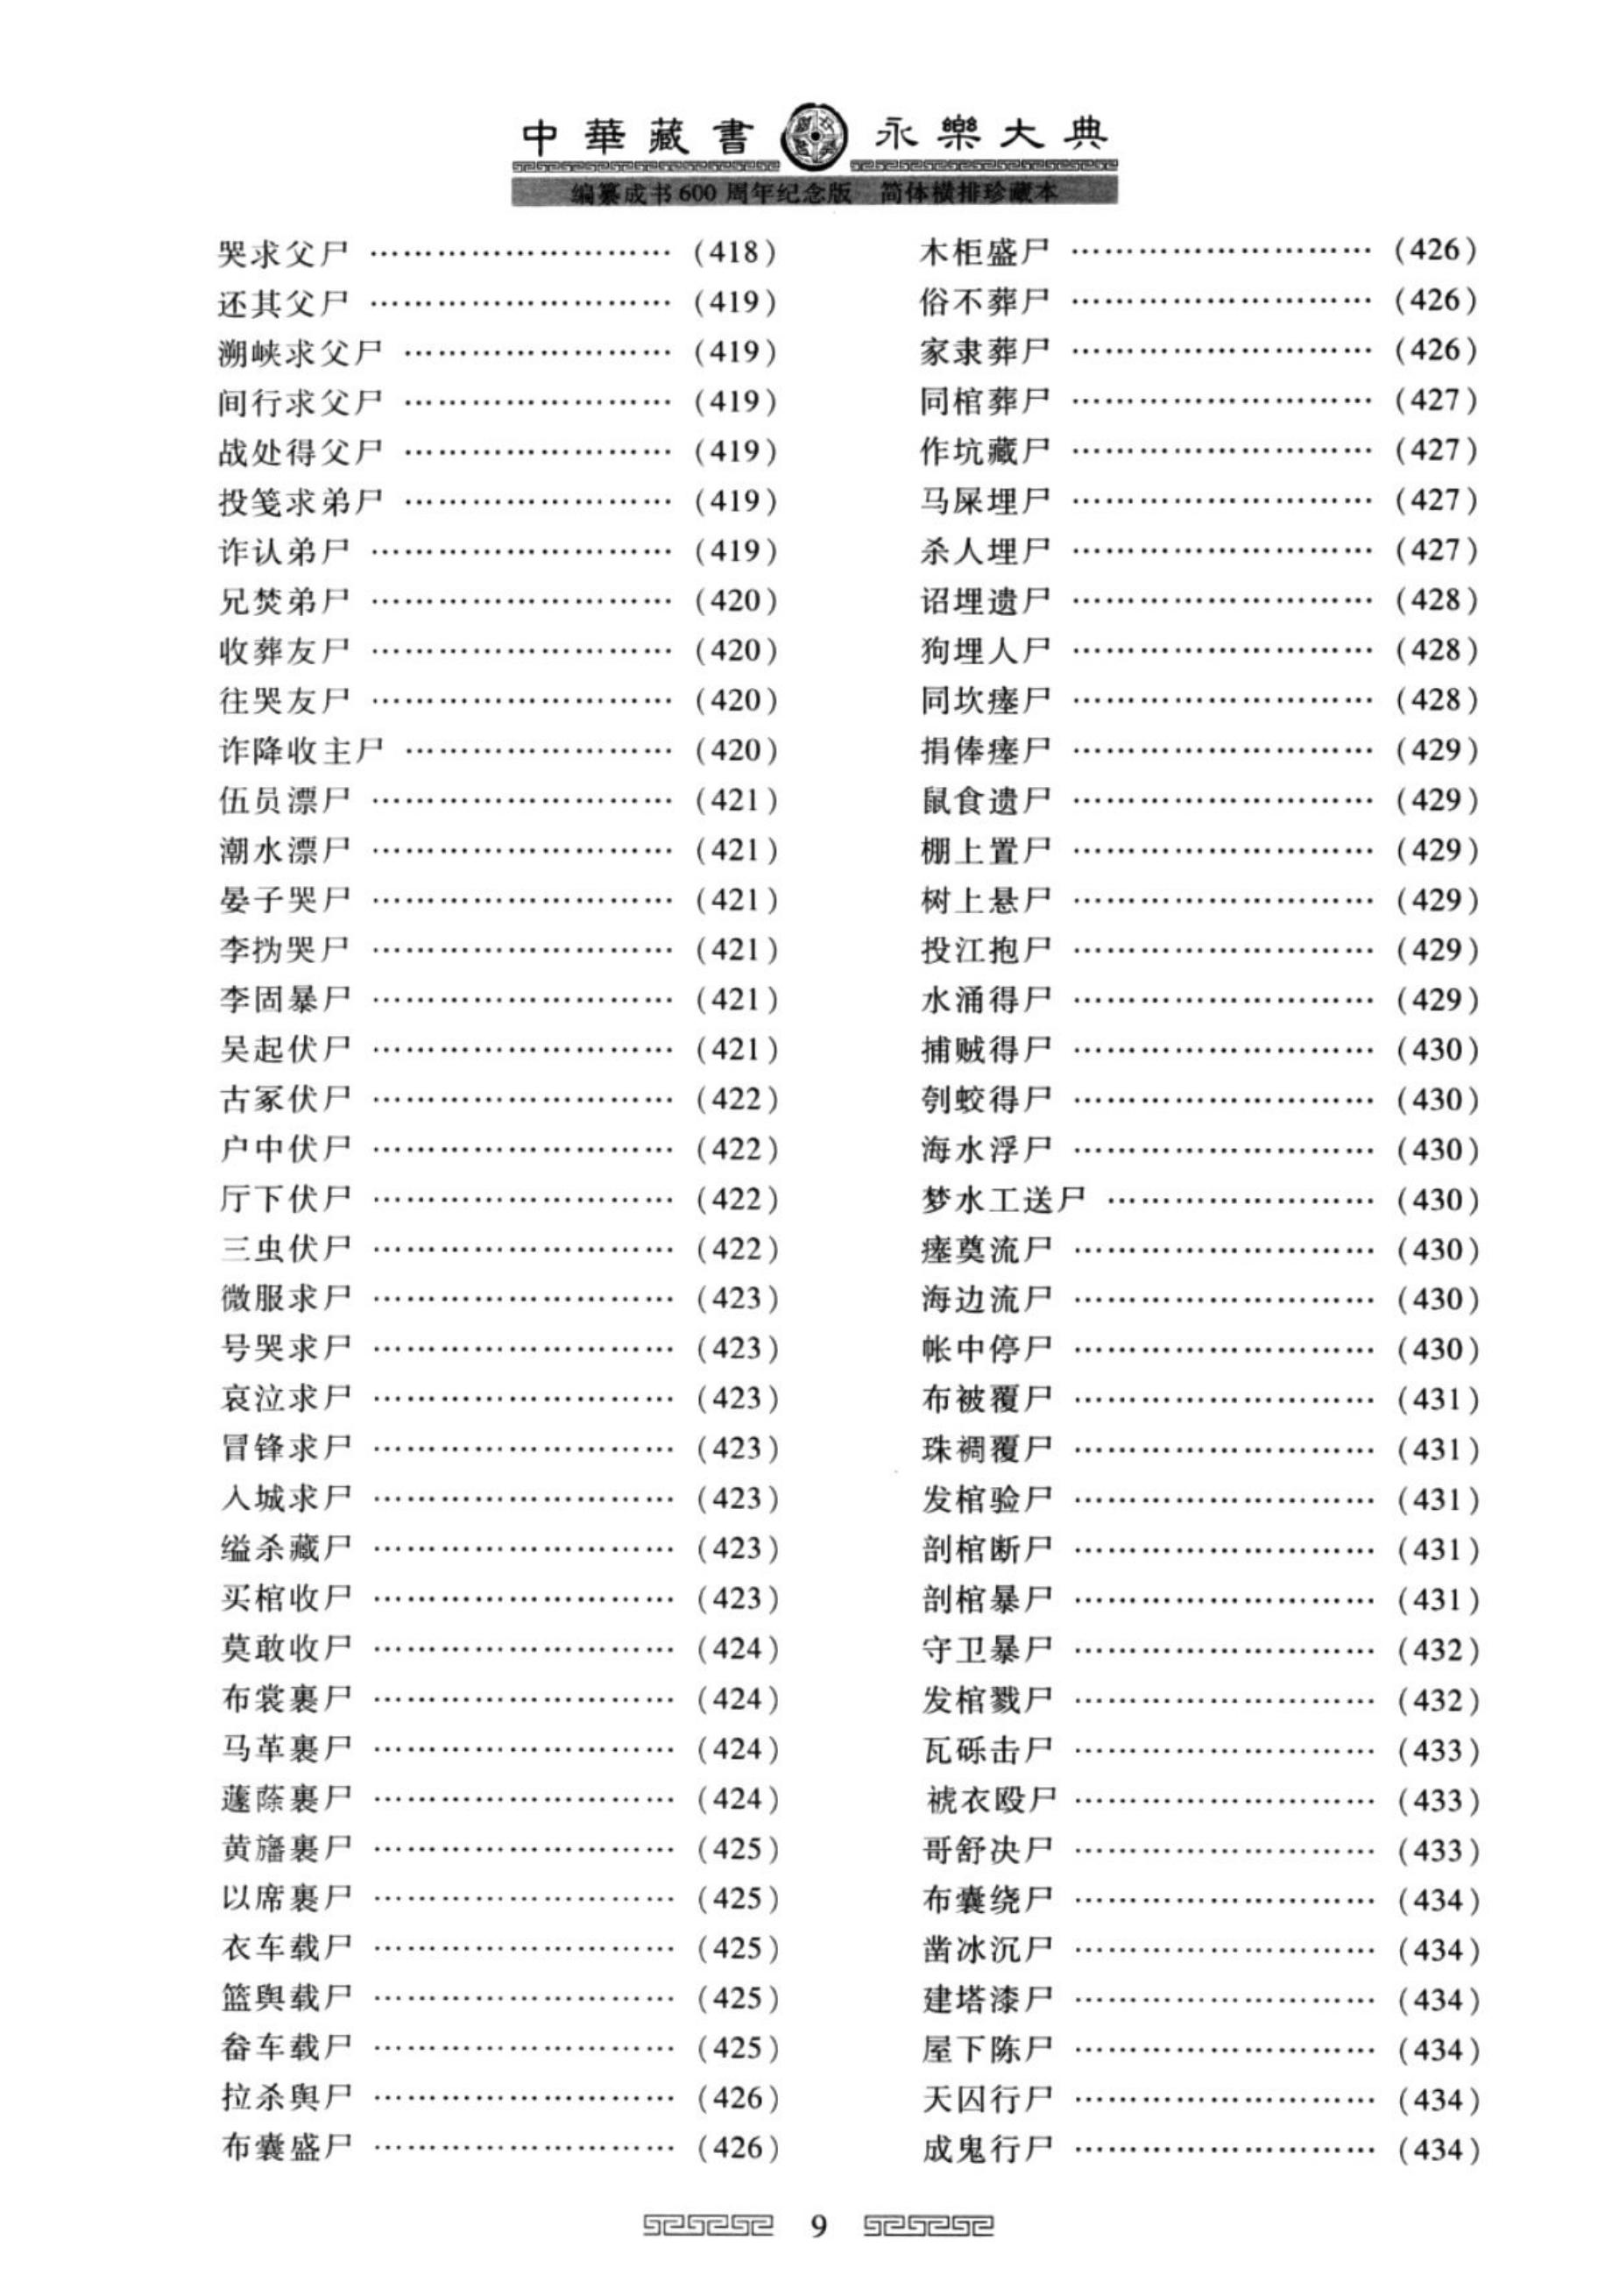 中華藏書 永樂大典
编纂成书600周年纪念版 简体横排珍藏本
哭求父尸 ………………………(418)
还其父尸 ………………………(419)
溯峡求父尸 ……………………(419)
间行求父尸 ……………………(419)
战处得父尸 ……………………(419)
投笺求弟尸 ……………………(419)
诈认弟尸 ………………………(419)
兄焚弟尸 ………………………(420)
收葬友尸 ………………………(420)
往哭友尸 ………………………(420)
诈降收主尸 ……………………(420)
伍员漂尸 ………………………(421)
潮水漂尸 ………………………(421)
晏子哭尸 ………………………(421)
李㧑哭尸 ………………………(421)
李固暴尸 ………………………(421)
吴起伏尸 ………………………(421)
古冢伏尸 ………………………(422)
户中伏尸 ………………………(422)
厅下伏尸 ………………………(422)
三虫伏尸 ………………………(422)
微服求尸 ………………………(423)
号哭求尸 ………………………(423)
哀泣求尸 ………………………(423)
冒锋求尸 ………………………(423)
入城求尸 ………………………(423)
缢杀藏尸 ………………………(423)
买棺收尸 ………………………(423)
莫敢收尸 ………………………(424)
布裳裹尸 ………………………(424)
马革裹尸 ………………………(424)
蘧蒢裹尸 ………………………(424)
黄旛裹尸 ………………………(425)
以席裹尸 ………………………(425)
衣车载尸 ………………………(425)
篮舆载尸 ………………………(425)
畚车载尸 ………………………(425)
拉杀舆尸 ………………………(426)
布囊盛尸 ………………………(426)
木柜盛尸 ………………………(426)
俗不葬尸 ………………………(426)
家隶葬尸 ………………………(426)
同棺葬尸 ………………………(427)
作坑藏尸 ………………………(427)
马屎埋尸 ………………………(427)
杀人埋尸 ………………………(427)
诏埋遗尸 ………………………(428)
狗埋人尸 ………………………(428)
同坎瘗尸 ………………………(428)
捐俸瘗尸 ………………………(429)
鼠食遗尸 ………………………(429)
棚上置尸 ………………………(429)
树上悬尸 ………………………(429)
投江抱尸 ………………………(429)
水涌得尸 ………………………(429)
捕贼得尸 ………………………(430)
刳蛟得尸 ………………………(430)
海水浮尸 ………………………(430)
梦水工送尸 ……………………(430)
瘗奠流尸 ………………………(430)
海边流尸 ………………………(430)
帐中停尸 ………………………(430)
布被覆尸 ………………………(431)
珠裯覆尸 ………………………(431)
发棺验尸 ………………………(431)
剖棺断尸 ………………………(431)
剖棺暴尸 ………………………(431)
守卫暴尸 ………………………(432)
发棺戮尸 ………………………(432)
瓦砾击尸 ………………………(433)
褫衣殴尸 ………………………(433)
哥舒决尸 ………………………(433)
布囊绕尸 ………………………(434)
凿冰沉尸 ………………………(434)
建塔漆尸 ………………………(434)
屋下陈尸 ………………………(434)
天囚行尸 ………………………(434)
成鬼行尸 ………………………(434)
9